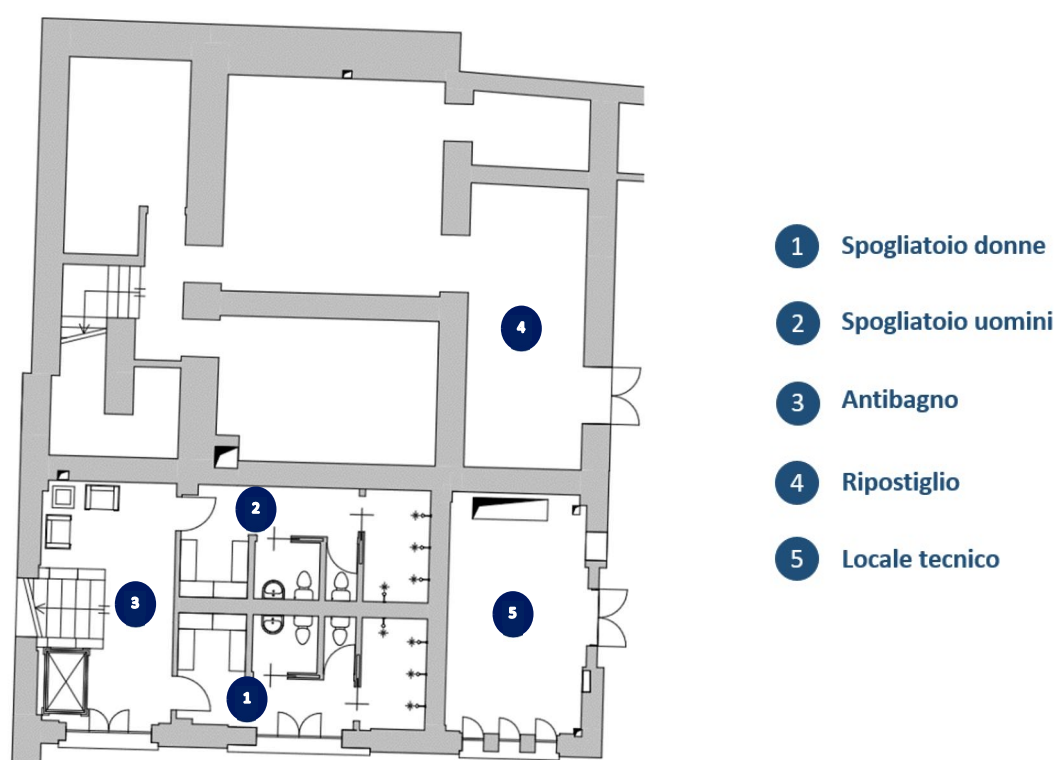 2
4
3
5
1
1 Spogliatoio donne
2 Spogliatoio uomini
3 Antibagno
4 Ripostiglio
5 Locale tecnico